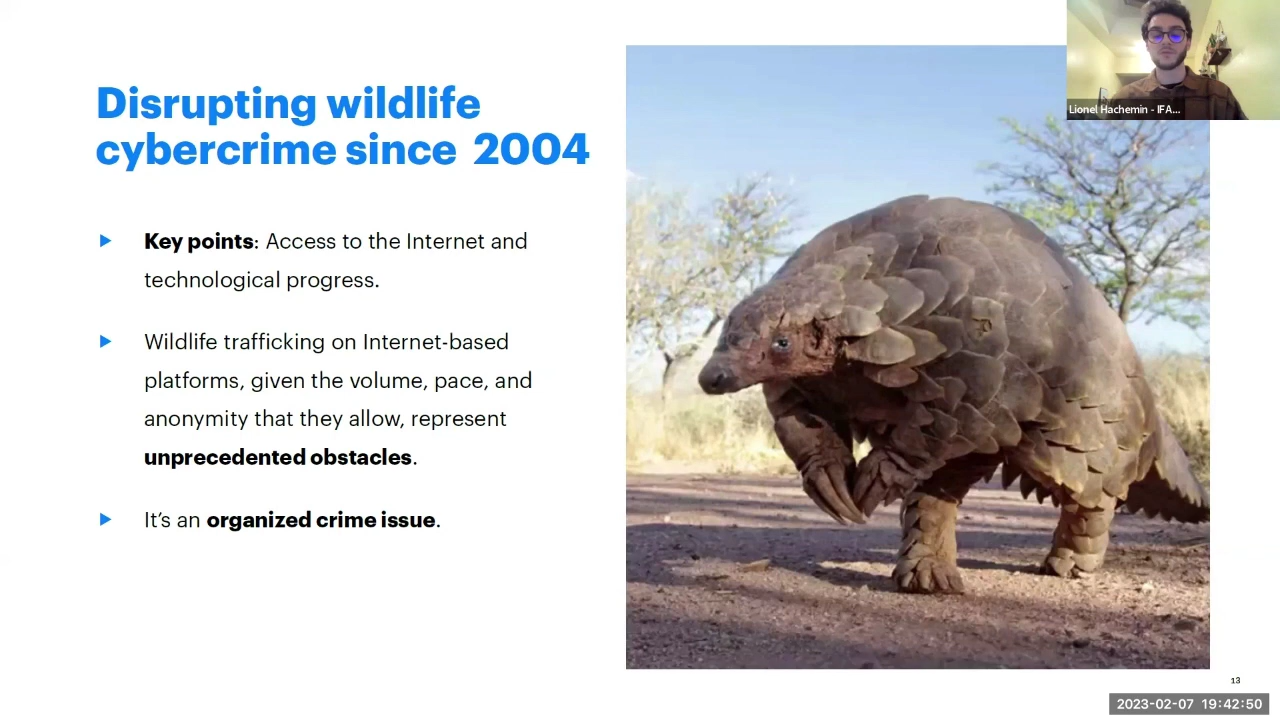 Lionel Hachemin - IFA...
Disrupting wildlife
cybercrime since 2004
Key points: Access to the Internet and
technological progress.
Wildlife trafficking on Internet-based
platforms, given the volume, pace, and
anonymity that they allow, represent
unprecedented obstacles.
It's an organized crime issue.
13
2023-02-07 19:42:50